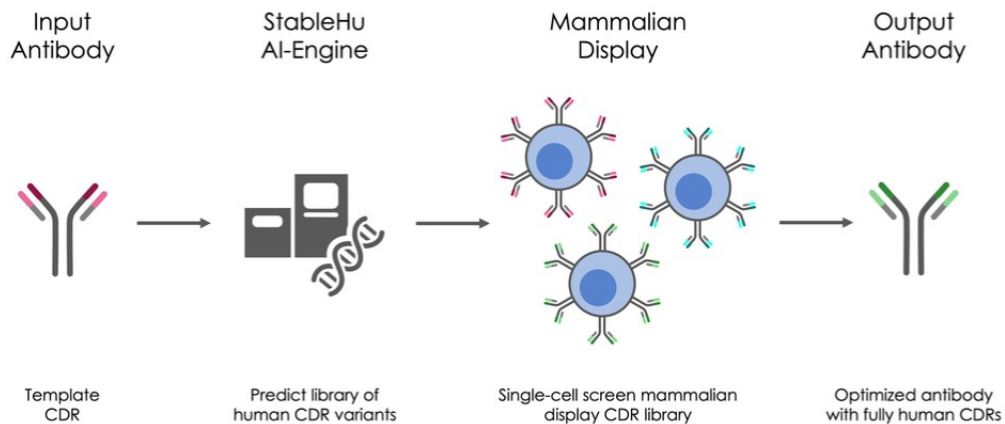 Input
Antibody
StableHu
AI-Engine
Mammalian
Display
Output
Antibody
Template
CDR
Predict library of
human CDR variants
Single-cell screen mammalian
display CDR library
Optimized antibody
with fully human CDRs